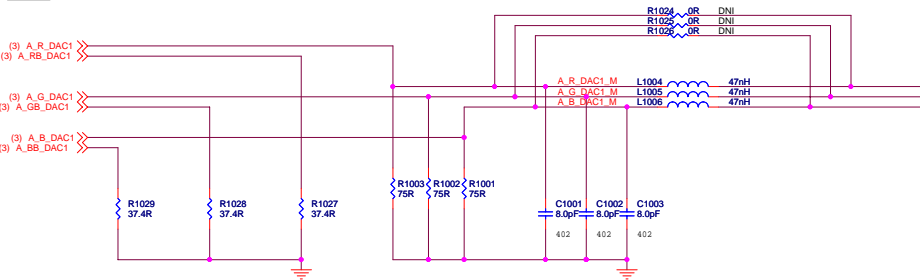 R1024 0R DNI
R1025 0R DNI
R1026 0R DNI
(3) A_R_DAC1
(3) A_RB_DAC1
A_R_DAC1_M L1004 47nH
(3) A_G_DAC1 A_G_DAC1_M L1005 47nH
(3) A_GB_DAC1 A_B_DAC1_M L1006 47nH
(3) A_B_DAC1
(3) A_BB_DAC1
R1003 R1002 R1001
75R 75R 75R
R1029 R1028 R1027 C1001 C1002 C1003
37.4R 37.4R 37.4R 8.0pF 8.0pF 8.0pF
402 402 402